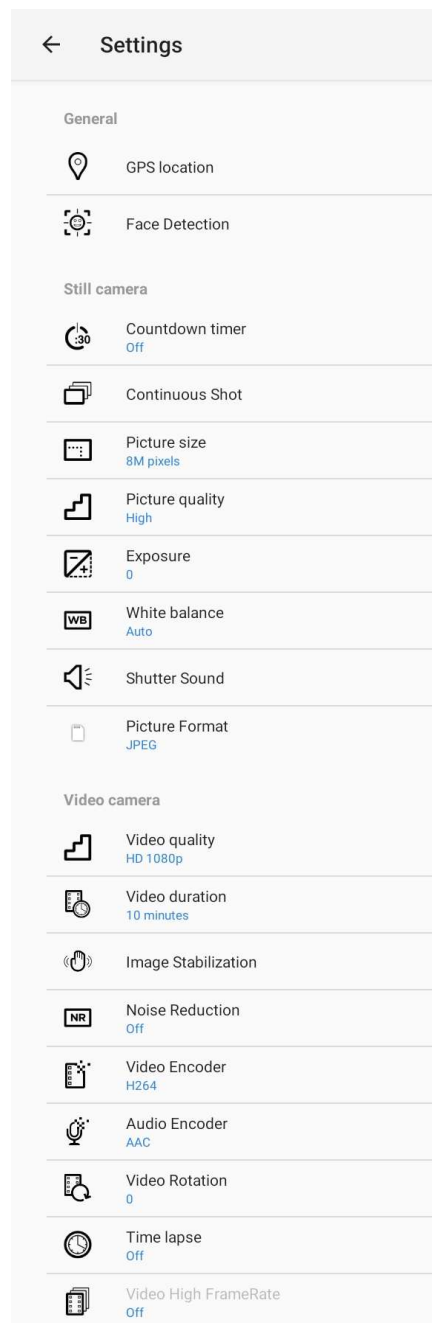 Settings
General
GPS location
Face Detection
Still camera
:30
Countdown timer
Off
Continuous Shot
Picture size
8M pixels
Picture quality
High
Exposure
0
WB
White balance
Auto
Shutter Sound
Picture Format
JPEG
Video camera
Video quality
HD 1080p
Video duration
10 minutes
Image Stabilization
NR
Noise Reduction
Off
Video Encoder
H264
Audio Encoder
AAC
Video Rotation
0
Time lapse
Off
Video High FrameRate
Off